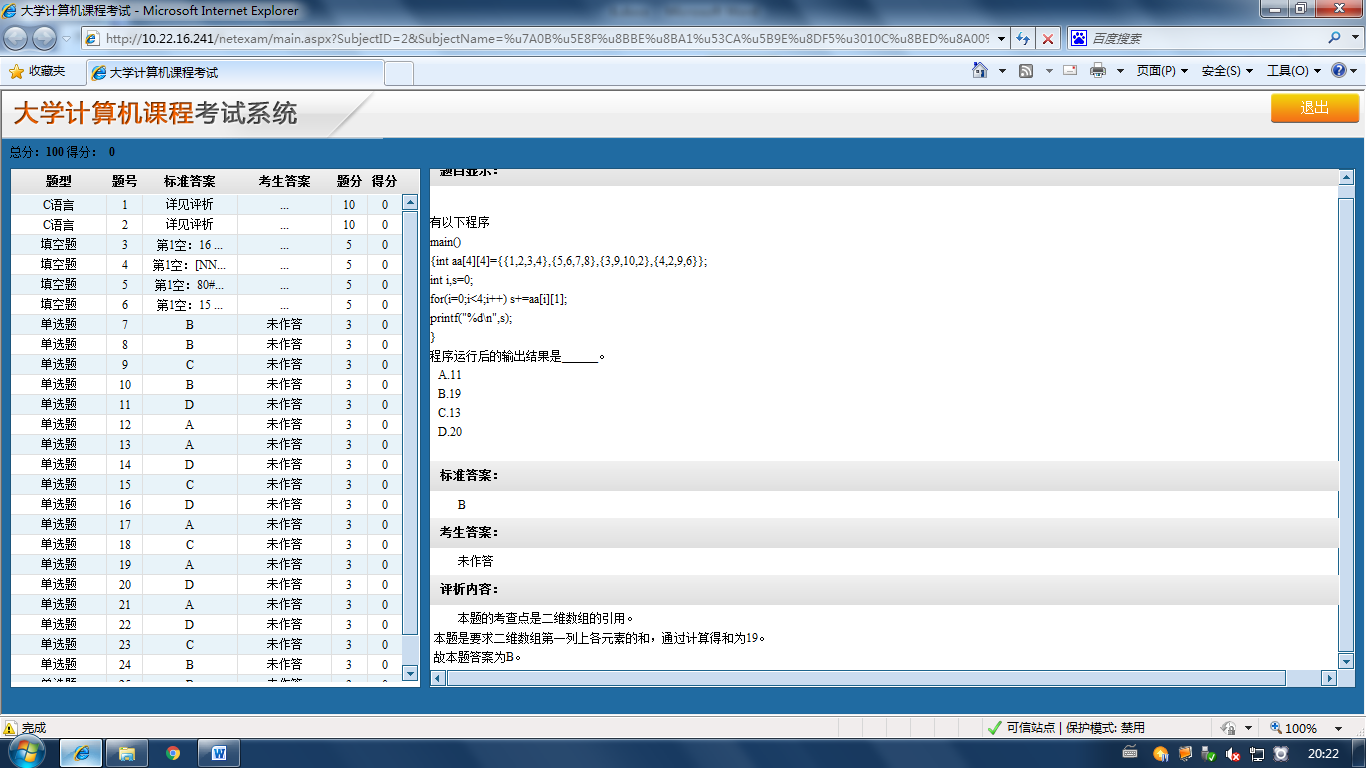 大学计算机课程考试 - Microsoft Internet Explorer
http://10.22.16.241/netexam/main.aspx?SubjectID=2&SubjectName=%u7A0B%u5E8F%u8BBE%u8BA1%u53CA%u5B9E%u8DF5%u3010C%u8BED%u8A00%
百度搜索
收藏夹
大学计算机课程考试
页面(P)
安全(S)
工具(O)
大学计算机课程考试系统
退出
总分：100 得分： 0
题型 题号 标准答案 考生答案 题分 得分
C语言 1 详见评析 ... 10 0
C语言 2 详见评析 ... 10 0
填空题 3 第1空：16 ... ... 5 0
填空题 4 第1空：[NN... ... 5 0
填空题 5 第1空：80#... ... 5 0
填空题 6 第1空：15 ... ... 5 0
单选题 7 B 未作答 3 0
单选题 8 B 未作答 3 0
单选题 9 C 未作答 3 0
单选题 10 B 未作答 3 0
单选题 11 D 未作答 3 0
单选题 12 A 未作答 3 0
单选题 13 A 未作答 3 0
单选题 14 D 未作答 3 0
单选题 15 C 未作答 3 0
单选题 16 D 未作答 3 0
单选题 17 A 未作答 3 0
单选题 18 C 未作答 3 0
单选题 19 A 未作答 3 0
单选题 20 D 未作答 3 0
单选题 21 A 未作答 3 0
单选题 22 D 未作答 3 0
单选题 23 C 未作答 3 0
单选题 24 B 未作答 3 0
题目显示：
有以下程序
main()
{int aa[4][4]={{1,2,3,4},{5,6,7,8},{3,9,10,2},{4,2,9,6}};
int i,s=0;
for(i=0;i<4;i++) s+=aa[i][1];
printf("%d\n",s);
}
程序运行后的输出结果是______。
A.11
B.19
C.13
D.20
标准答案：
B
考生答案：
未作答
评析内容：
本题的考查点是二维数组的引用。
本题是要求二维数组第一列上各元素的和，通过计算得和为19。
故本题答案为B。
完成
可信站点 | 保护模式: 禁用
100%
20:22